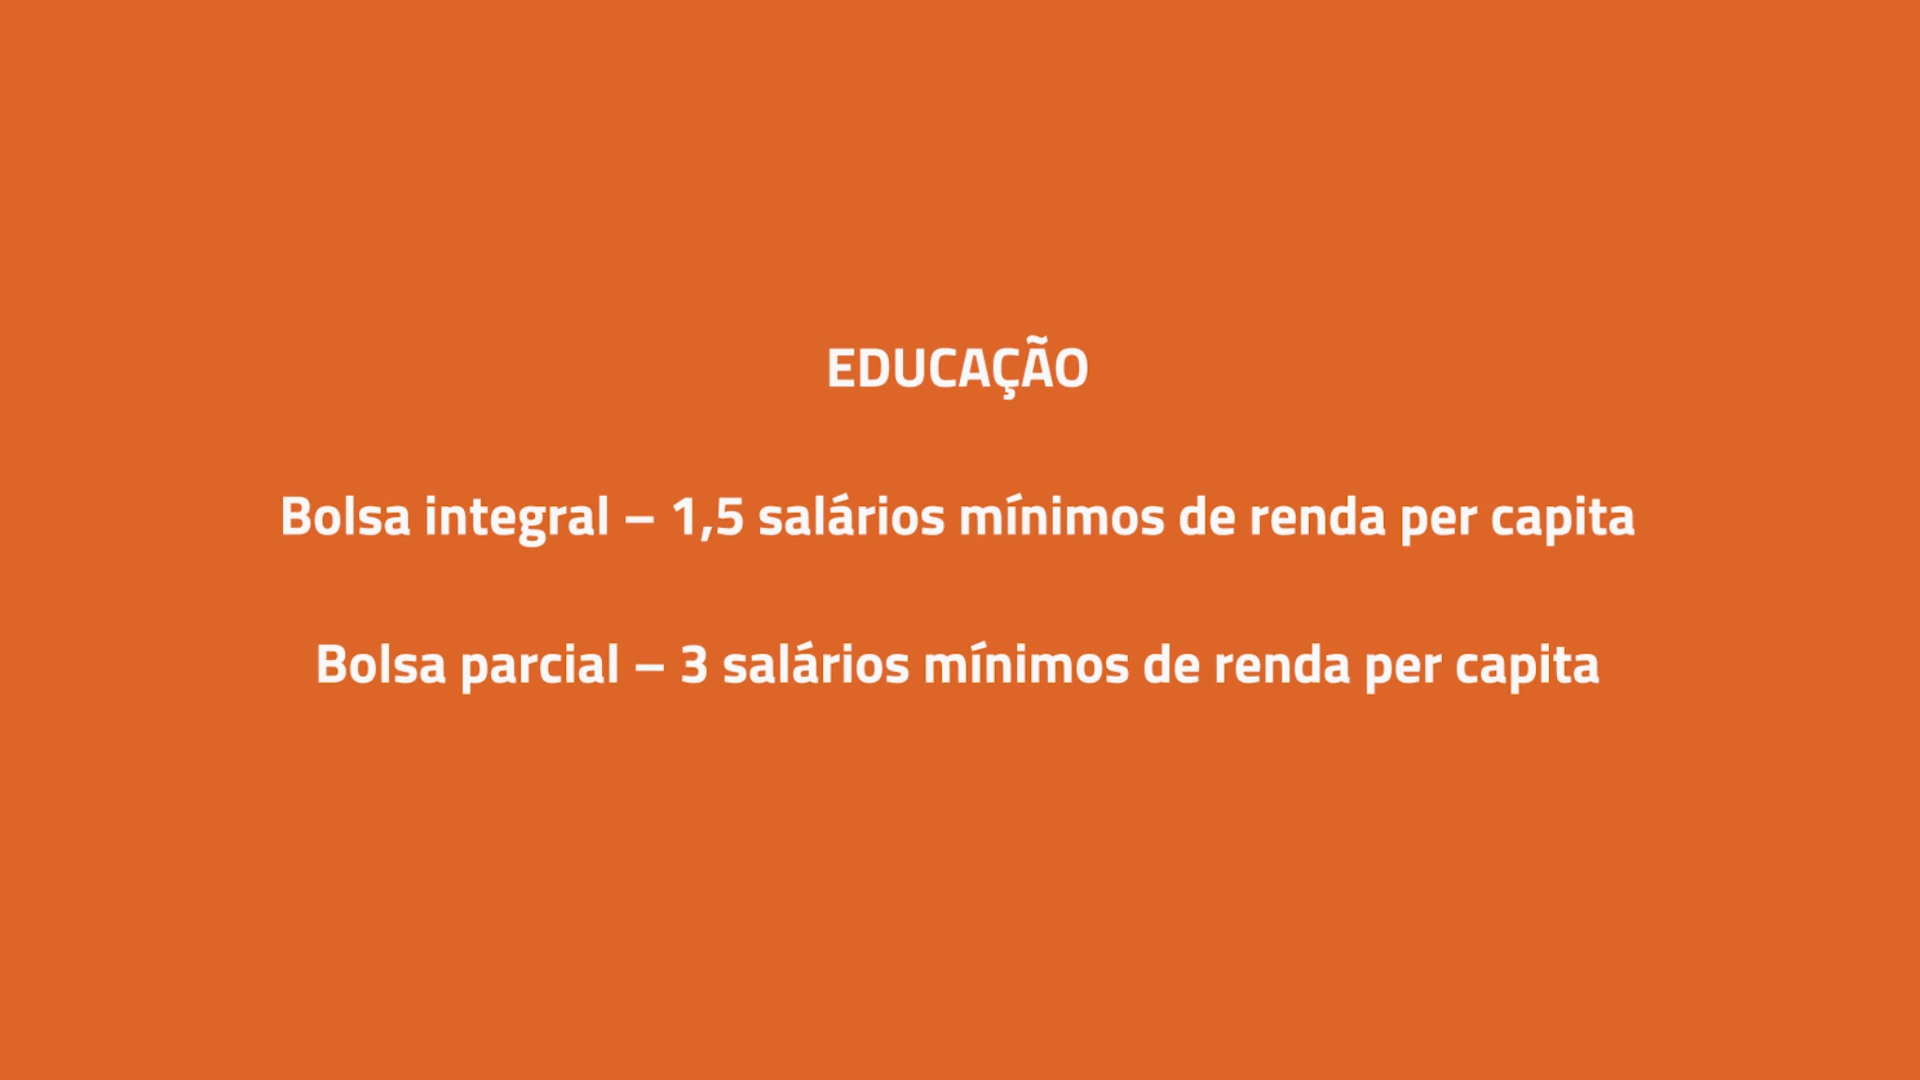 EDUCAÇÃO
Bolsa integral – 1,5 salários mínimos de renda per capita
Bolsa parcial – 3 salários mínimos de renda per capita